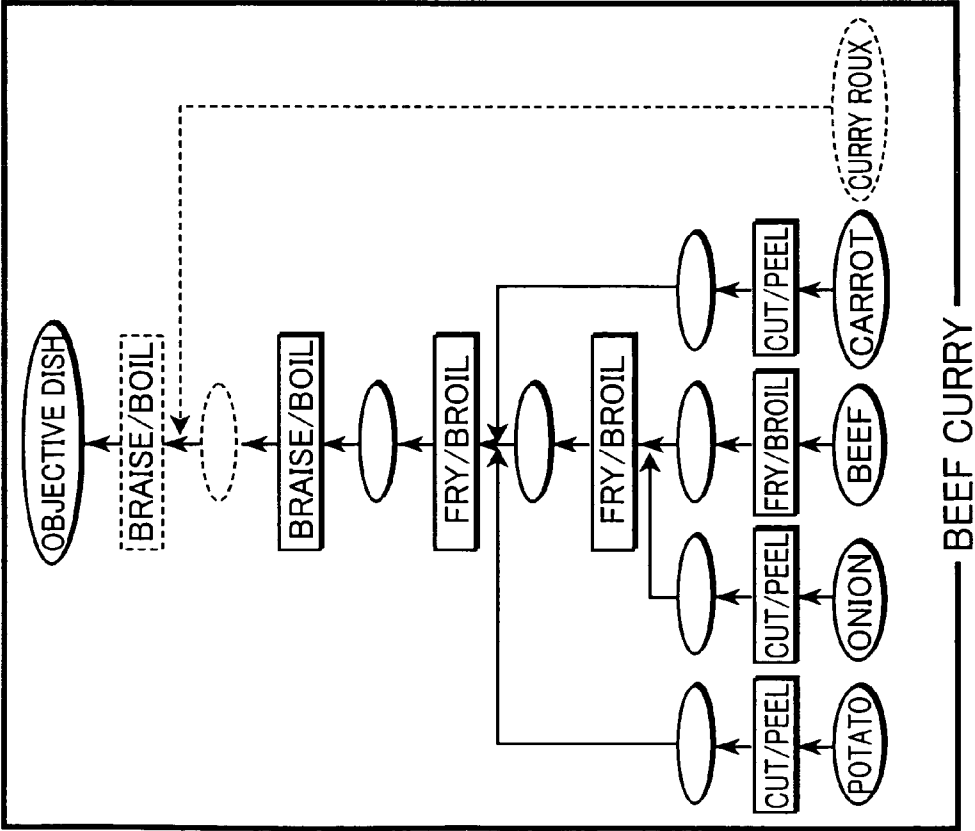 OBJECTIVE DISH
BRAISE/BOIL
BRAISE/BOIL
FRY/BROIL
FRY/BROIL
CUT/PEEL
CUT/PEEL
FRY/BROIL
CUT/PEEL
POTATO
ONION
BEEF
CARROT
CURRY ROUX
BEEF CURRY